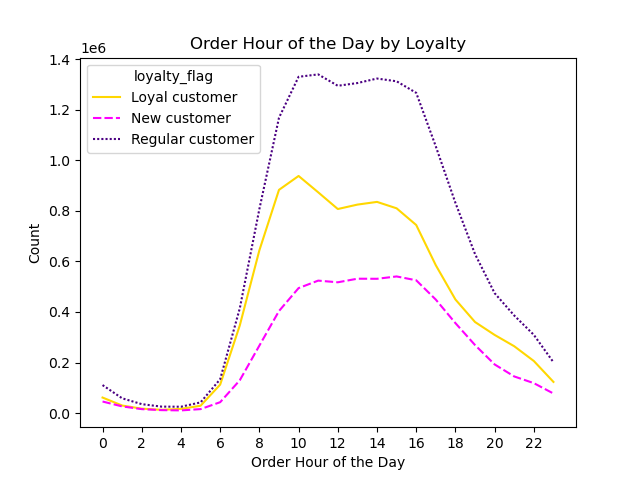 Order Hour of the Day by Loyalty
1e6
loyalty_flag
Loyal customer
New customer
Regular customer
1.4
1.2
1.0
0.8
0.6
0.4
0.2
0.0
Count
0 2 4 6 8 10 12 14 16 18 20 22
Order Hour of the Day